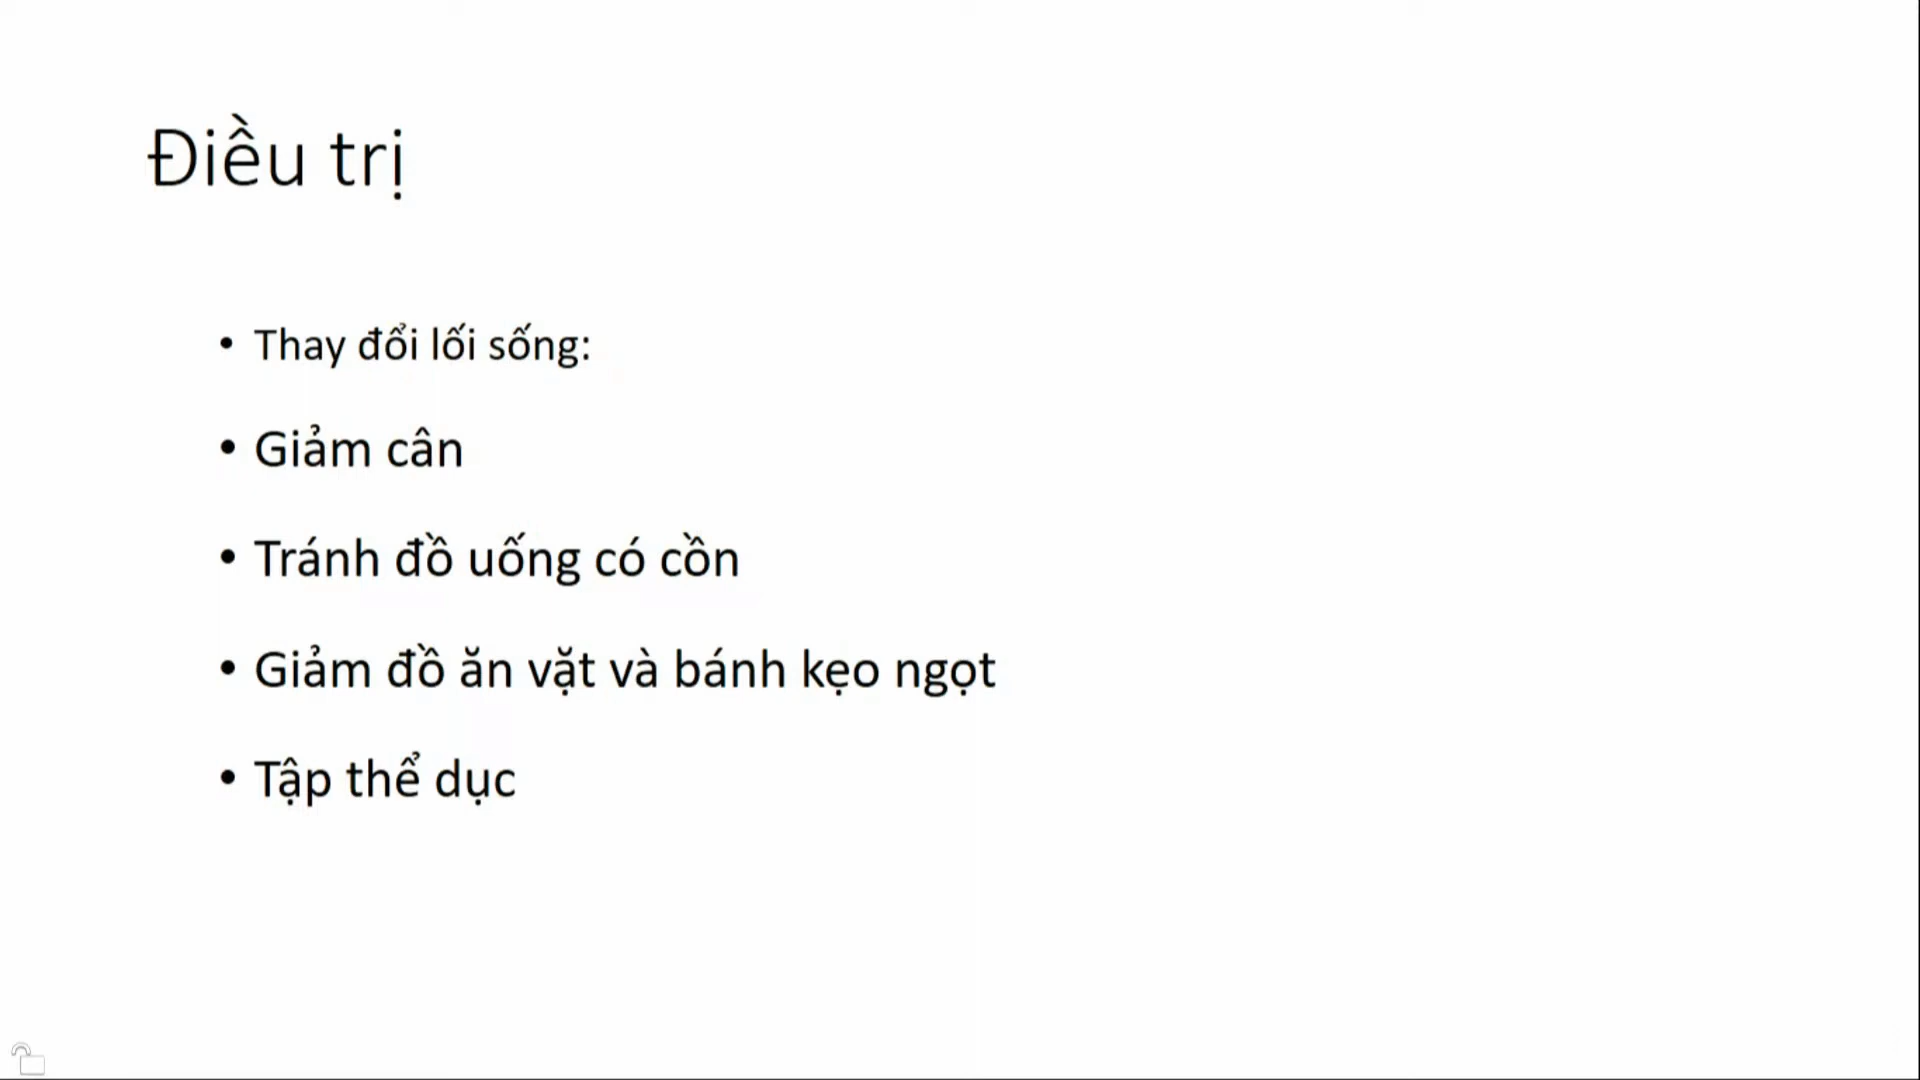 Điều trị
• Thay đổi lối sống:
• Giảm cân
• Tránh đồ uống có cồn
• Giảm đồ ăn vặt và bánh kẹo ngọt
• Tập thể dục